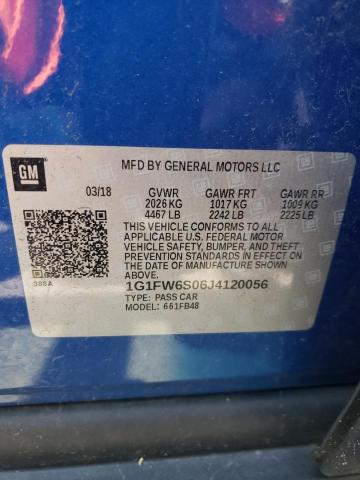 GM
MFD BY GENERAL MOTORS LLC
03/18 GVWR GAWR FRT GAWR RR
2026 KG 1017 KG 1009 KG
4467 LB 2242 LB 2225 LB
THIS VEHICLE CONFORMS TO ALL
APPLICABLE U.S. FEDERAL MOTOR
VEHICLE SAFETY, BUMPER, AND THEFT
PREVENTION STANDARDS IN EFFECT ON
THE DATE OF MANUFACTURE SHOWN
ABOVE.
388A 1G1FW6S06J4120056
TYPE: PASS CAR
MODEL: 661FB48